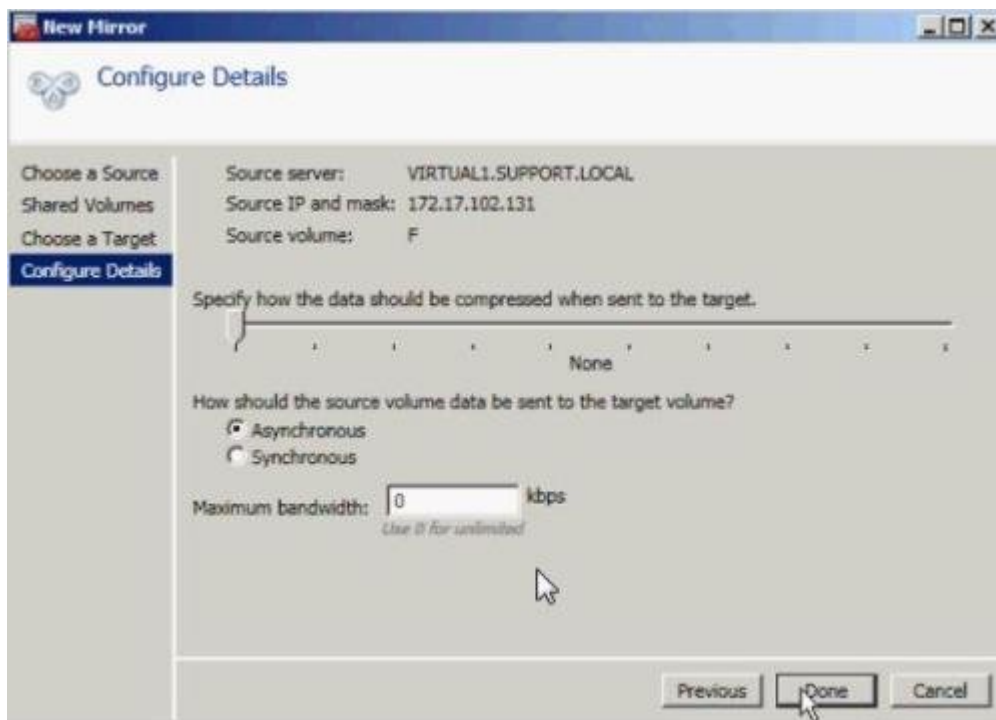 New Mirror
Configure Details
Choose a Source
Shared Volumes
Choose a Target
Configure Details
Source server: VIRTUAL1.SUPPORT.LOCAL
Source IP and mask: 172.17.102.131
Source volume: F
Specify how the data should be compressed when sent to the target.
None
How should the source volume data be sent to the target volume?
Asynchronous
Synchronous
Maximum bandwidth: 0 kbps
Use 0 for unlimited
Previous Done Cancel